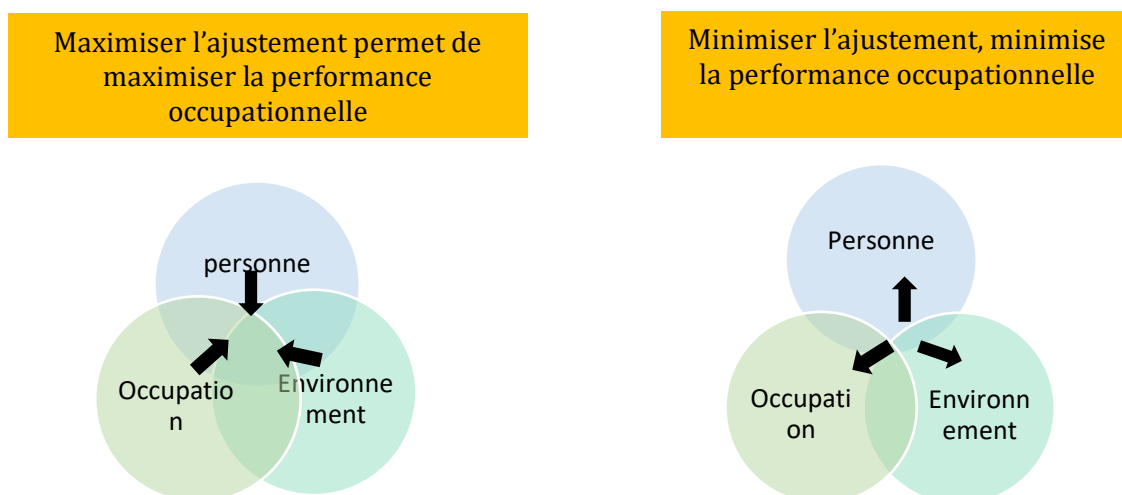 Maximiser l’ajustement permet de
maximiser la performance
occupationnelle
Minimiser l’ajustement, minimise
la performance occupationnelle
personne
Occupatio
n
Environne
ment
Personne
Occupati
on
Environn
ement